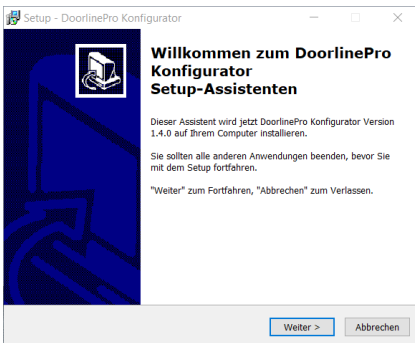 Setup - DoorlinePro Konfigurator
Willkommen zum DoorlinePro
Konfigurator
Setup-Assistenten
Dieser Assistent wird jetzt DoorlinePro Konfigurator Version
1.4.0 auf Ihrem Computer installieren.
Sie sollten alle anderen Anwendungen beenden, bevor Sie
mit dem Setup fortfahren.
"Weiter" zum Fortfahren, "Abbrechen" zum Verlassen.
Weiter >
Abbrechen